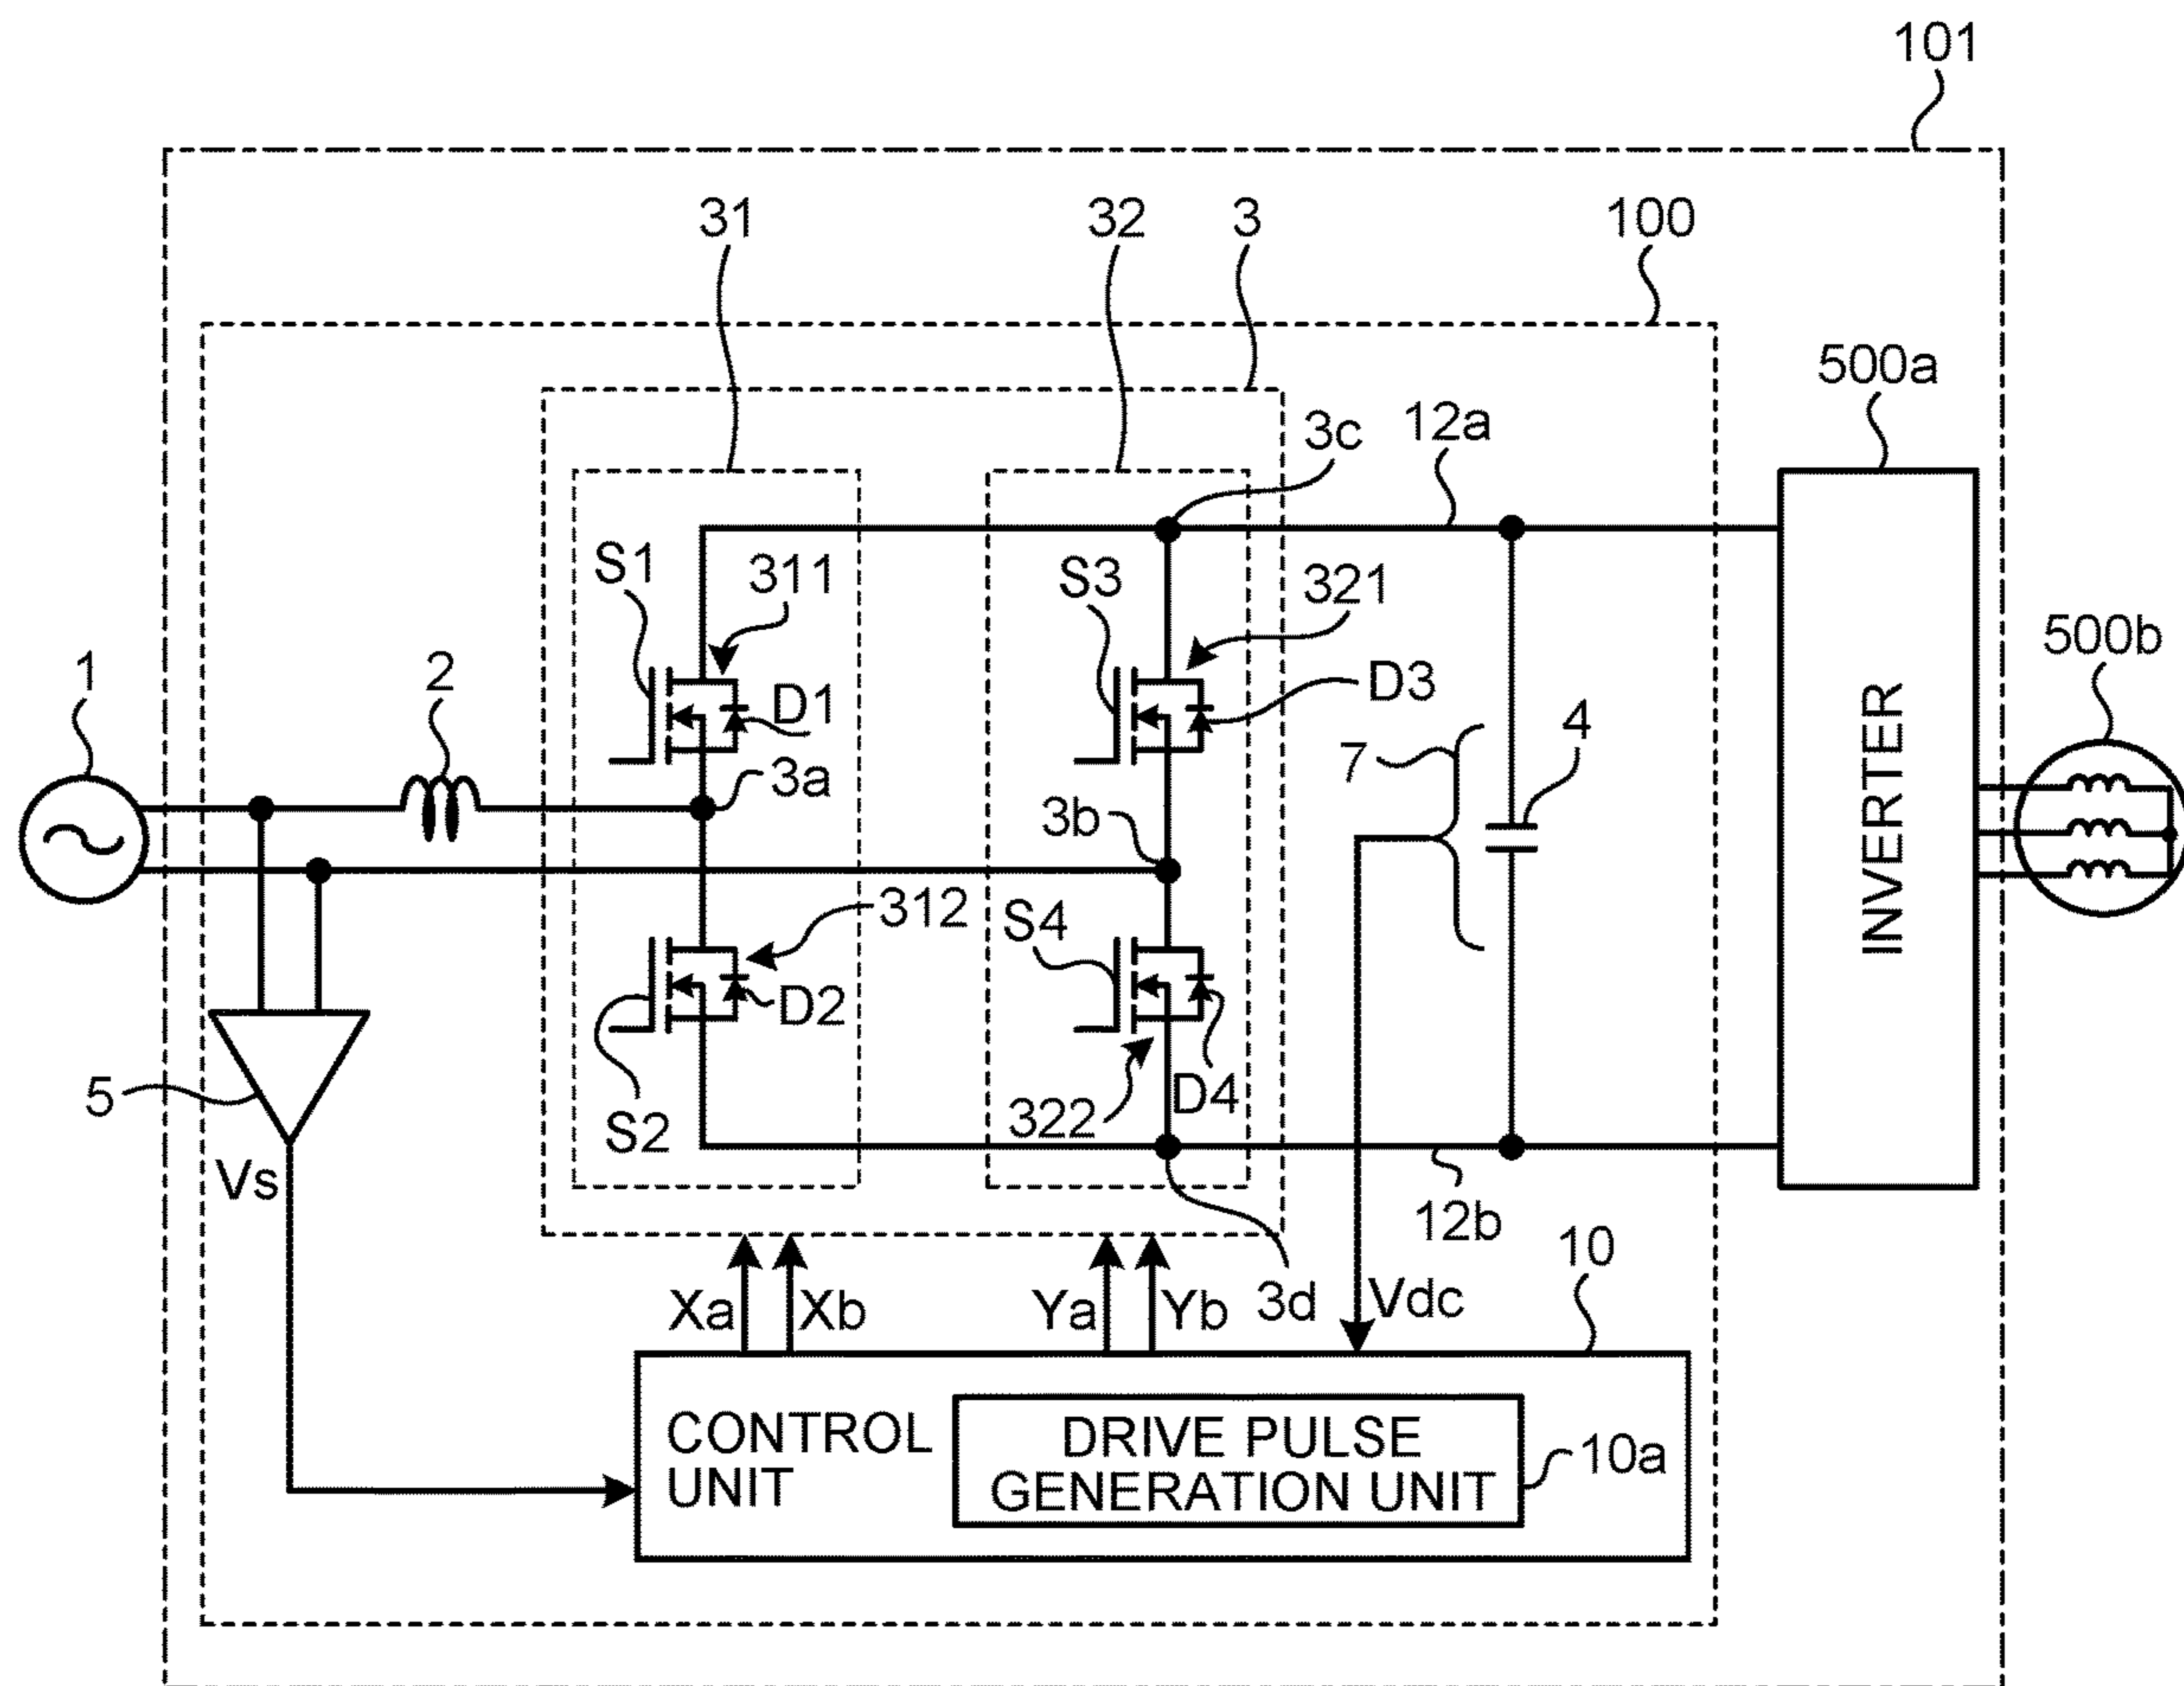 101
31
32
3
100
500a
3c
12a
S1
311
S3
321
500b
1
2
D1
D3
7
4
3a
3b
INVERTER
312
S4
D2
5
S2
322
D4
Vs
12b
10
Xa
Xb
Ya
Yb
3d
Vdc
CONTROL
UNIT
DRIVE PULSE
GENERATION UNIT
10a